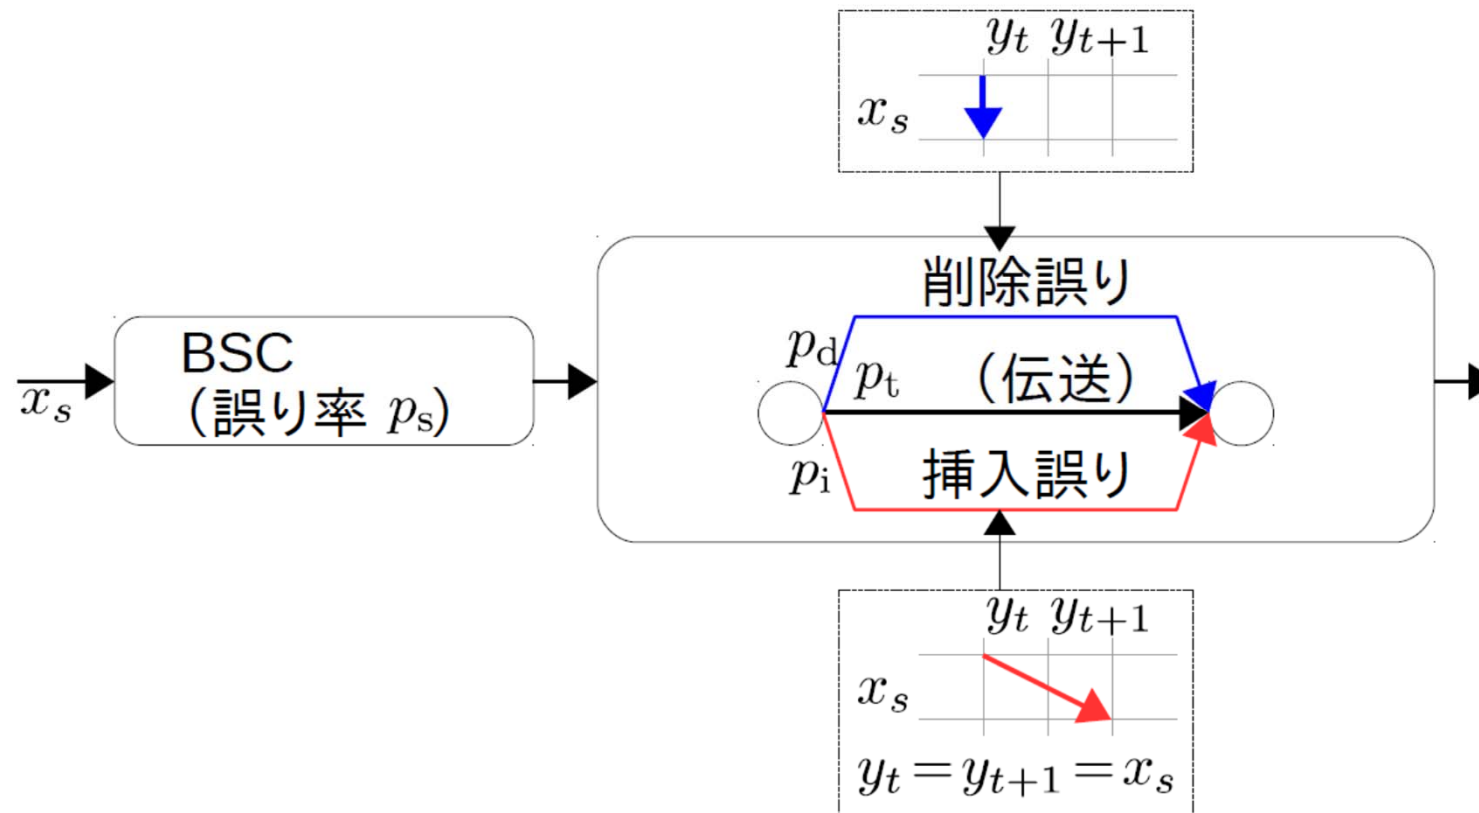 y_t y_{t+1}
x_s
削除誤り
BSC
（誤り率 p_s）
x_s
p_d
p_t （伝送）
p_i
挿入誤り
y_t y_{t+1}
x_s
y_t = y_{t+1} = x_s